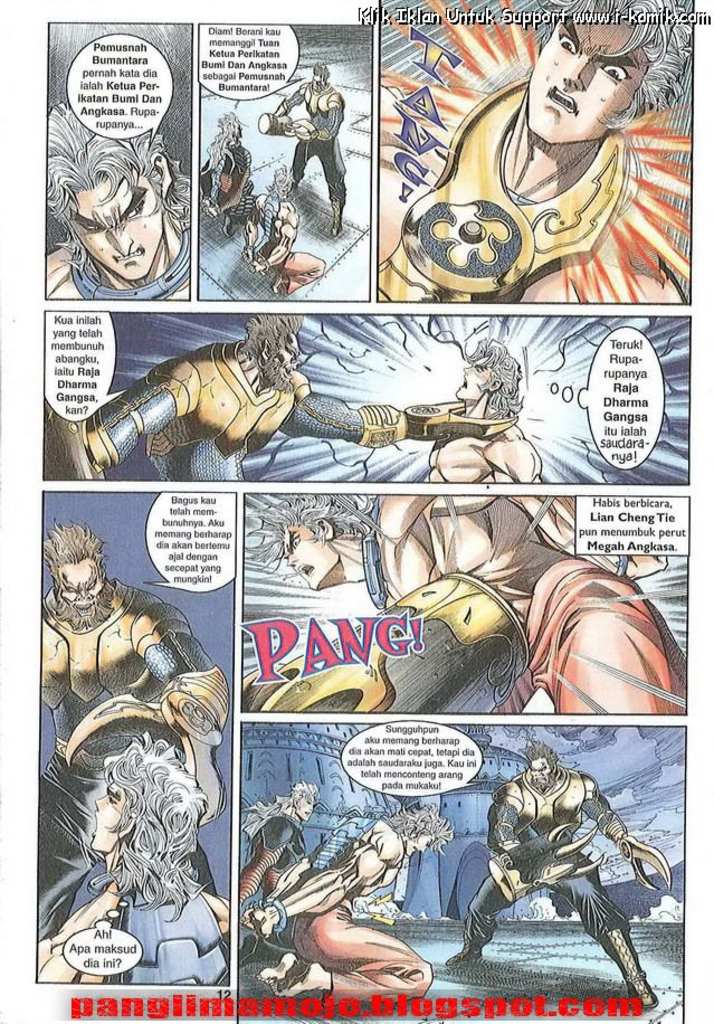 Klik Iklan Untuk Support www.i-komik.com
Pemusnah
Bumantara
pernah kata dia
ialah Ketua Per-
ikatan Bumi Dan
Angkasa. Rupa-
rupanya...
Diam! Berani kau
memanggil Tuan
Ketua Perikatan
Bumi Dan Angkasa
sebagai Pemusnah
Bumantara!
Kua inilah
yang telah
membunuh
abangku,
iaitu Raja
Dharma
Gangsa,
kan?
Teruk!
Rupa-
rupanya
Raja
Dharma
Gangsa
itu ialah
saudara-
nya!
Bagus kau
telah mem-
bunuhnya. Aku
memang berharap
dia akan bertemu
ajal dengan
secepat yang
mungkin!
Habis berbicara,
Lian Cheng Tie
pun menumbuk perut
Megah Angkasa.
PANG!
Ah!
Apa maksud
dia ini?
Sungguhpun
aku memang berharap
dia akan mati cepat, tetapi dia
adalah saudaraku juga. Kau ini
telah menconteng arang
pada mukaku!
12
panglimamojo.blogspot.com